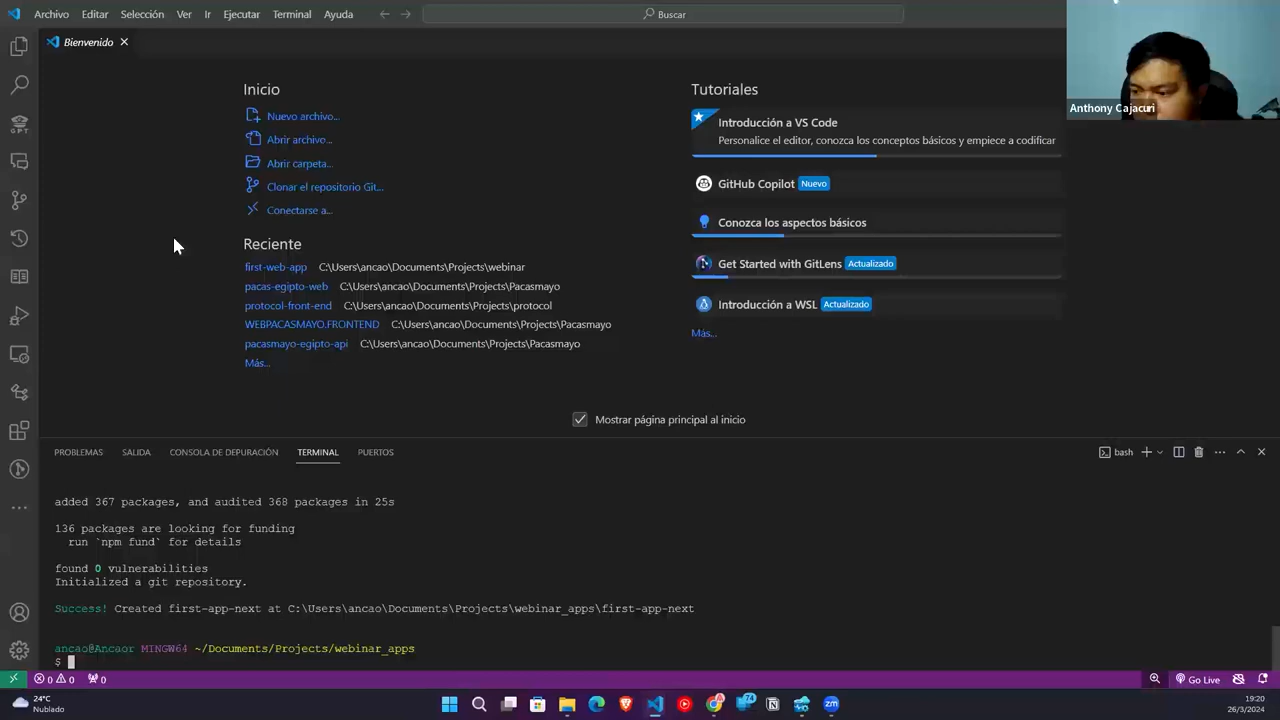 Archivo Editar Selección Ver Ir Ejecutar Terminal Ayuda
Buscar
Bienvenido
Anthony Cajacuri
Inicio
Nuevo archivo...
Abrir archivo...
Abrir carpeta...
Clonar el repositorio Git...
Conectarse a...
Reciente
first-web-app C:\Users\ancao\Documents\Projects\webinar
pacas-egipto-web C:\Users\ancao\Documents\Projects\Pacasmayo
protocol-front-end C:\Users\ancao\Documents\Projects\protocol
WEBPACASMAYO.FRONTEND C:\Users\ancao\Documents\Projects\Pacasmayo
pacasmayo-egipto-api C:\Users\ancao\Documents\Projects\Pacasmayo
Más...
Tutoriales
Introducción a VS Code
Personalice el editor, conozca los conceptos básicos y empiece a codificar
GitHub Copilot Nuevo
Conozca los aspectos básicos
Get Started with GitLens Actualizado
Introducción a WSL Actualizado
Más...
Mostrar página principal al inicio
PROBLEMAS SALIDA CONSOLA DE DEPURACIÓN TERMINAL PUERTOS
bash
added 367 packages, and audited 368 packages in 25s
136 packages are looking for funding
run `npm fund` for details
found 0 vulnerabilities
Initialized a git repository.
Success! Created first-app-next at C:\Users\ancao\Documents\Projects\webinar_apps\first-app-next
ancao@Ancaor MINGW64 ~/Documents/Projects/webinar_apps
$
0 0 0
Go Live
24°C
Nublado
74
zm
19:20
26/3/2024